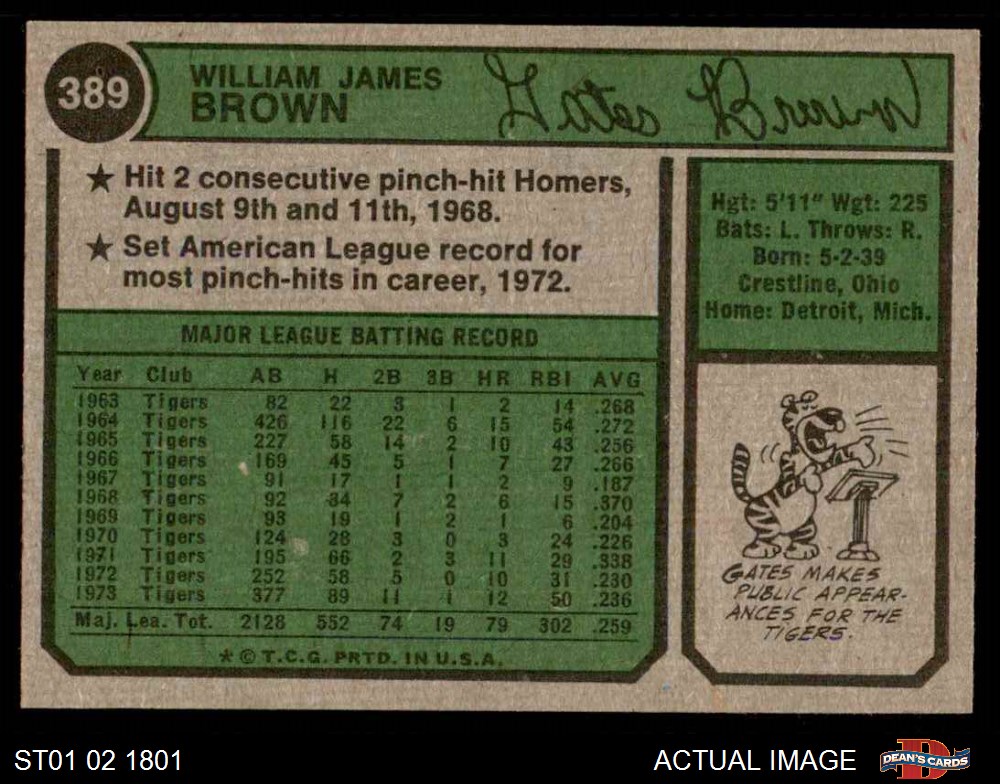 389
WILLIAM JAMES
BROWN
Gates Brown
★ Hit 2 consecutive pinch-hit Homers,
August 9th and 11th, 1968.
★ Set American League record for
most pinch-hits in career, 1972.
Hgt: 5'11" Wgt: 225
Bats: L. Throws: R.
Born: 5-2-39
Crestline, Ohio
Home: Detroit, Mich.
MAJOR LEAGUE BATTING RECORD
Year Club AB H 2B 3B HR RBI AVG
1963 Tigers 82 22 3 1 2 14 .268
1964 Tigers 426 116 22 6 15 54 .272
1965 Tigers 227 58 14 2 10 43 .256
1966 Tigers 169 45 5 1 7 27 .266
1967 Tigers 91 17 1 1 2 9 .187
1968 Tigers 92 34 7 2 6 15 .370
1969 Tigers 93 19 1 2 1 6 .204
1970 Tigers 124 28 3 0 3 24 .226
1971 Tigers 195 66 2 3 11 29 .338
1972 Tigers 252 58 5 0 10 31 .230
1973 Tigers 377 89 11 1 12 50 .236
Maj. Lea. Tot. 2128 552 74 19 79 302 .259
* © T.C.G. PRTD. IN U.S.A.
GATES MAKES
PUBLIC APPEAR-
ANCES FOR THE
TIGERS.
ST01 02 1801
ACTUAL IMAGE
D
DEAN'S CARDS